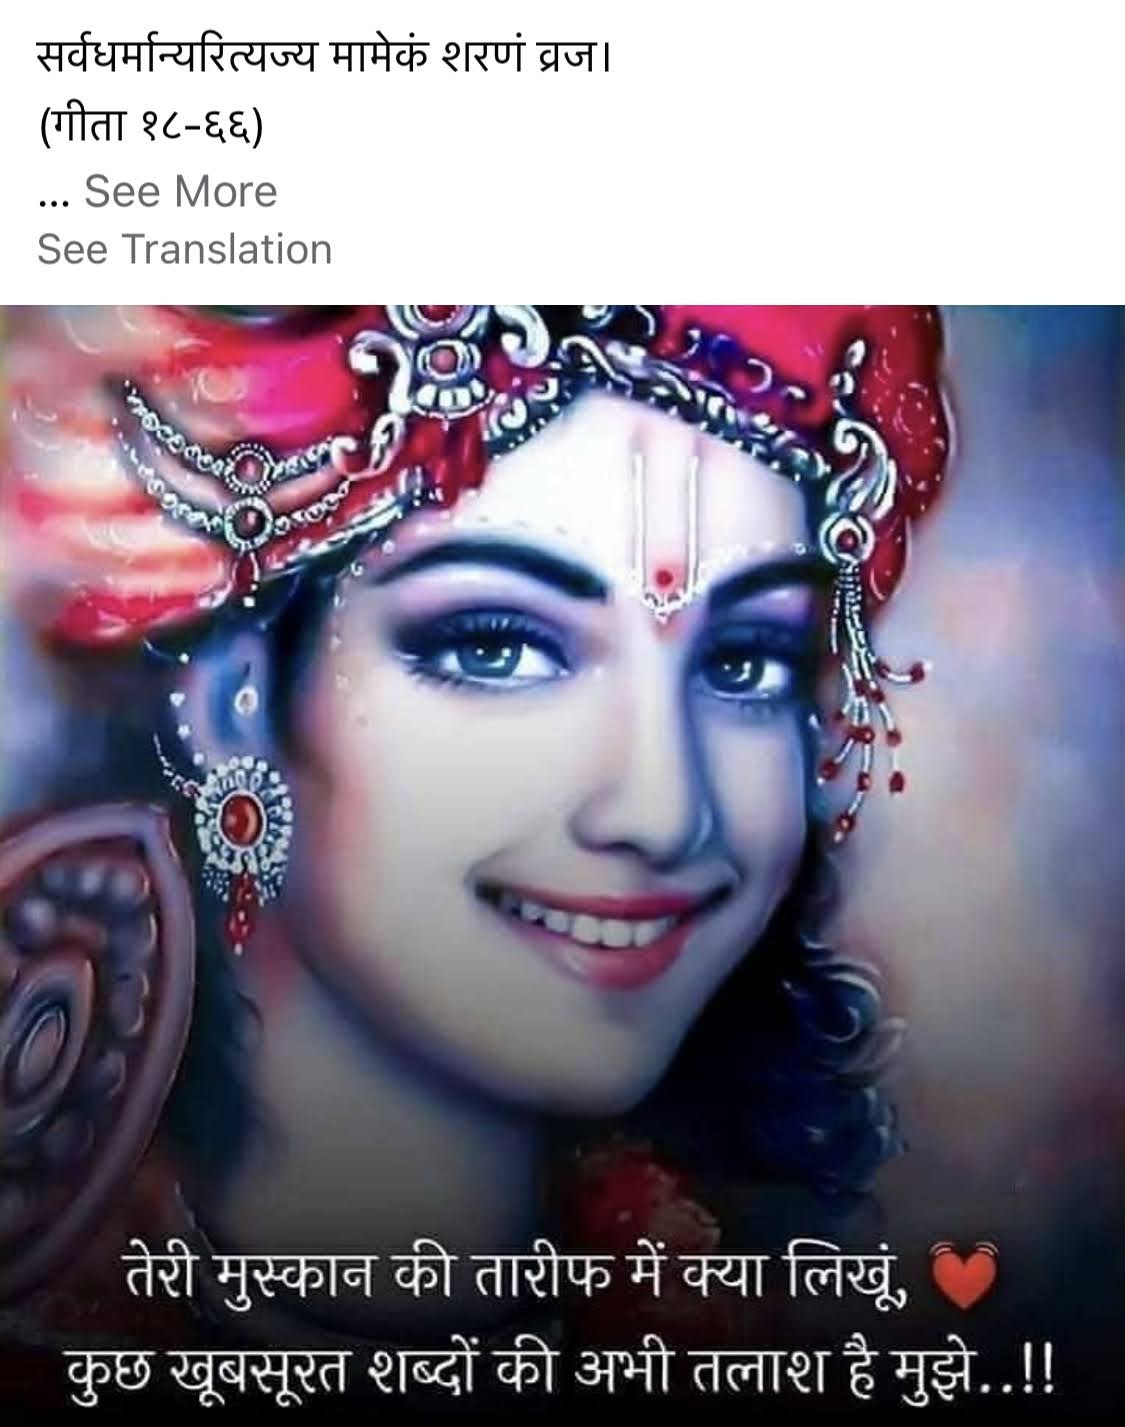 सर्वधर्मान्यरित्यज्य मामेकं शरणं व्रज।
(गीता १८-६६)
... See More
See Translation
तेरी मुस्कान की तारीफ में क्या लिखूं,
कुछ खूबसूरत शब्दों की अभी तलाश है मुझे..!!